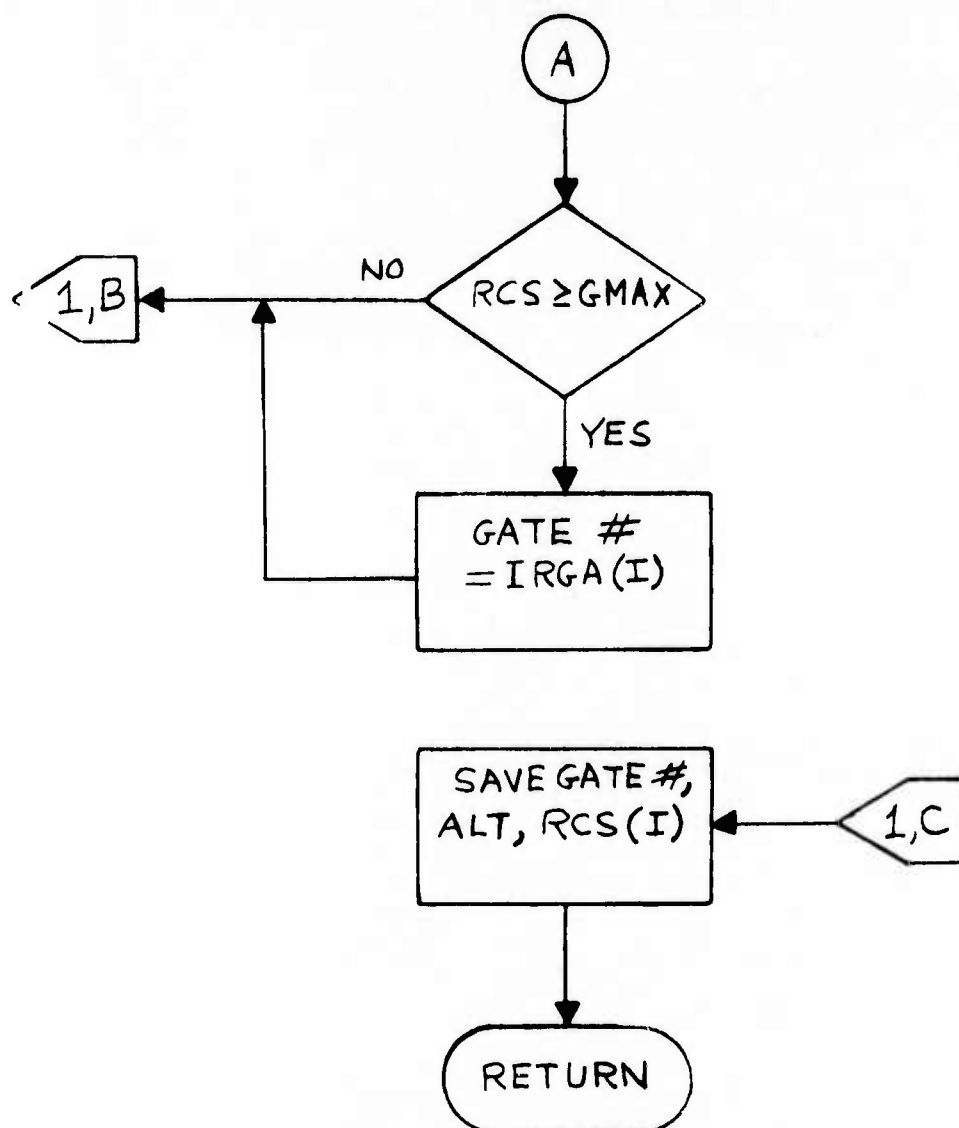 A
RCS ≥ GMAX
NO
1,B
YES
GATE #
= IRGA(I)
SAVE GATE #,
ALT, RCS(I)
1,C
RETURN